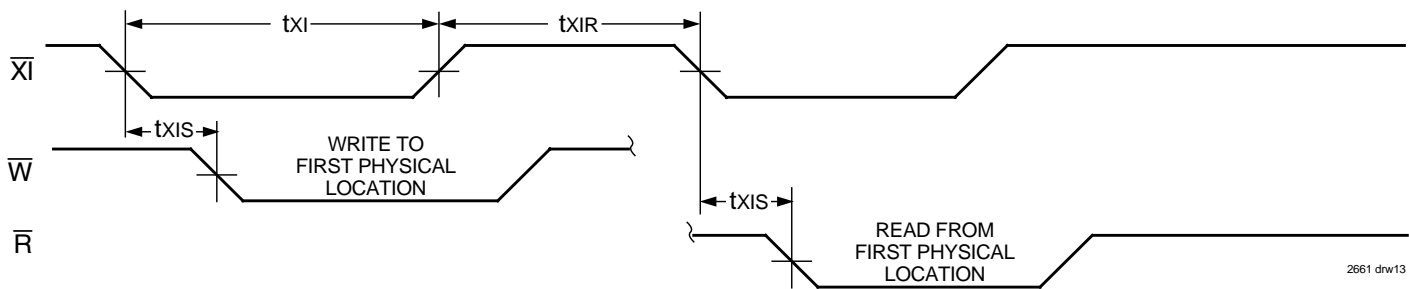 tXI
tXIR
XI
tXIS
W
WRITE TO
FIRST PHYSICAL
LOCATION
tXIS
R
READ FROM
FIRST PHYSICAL
LOCATION
2661 drw13